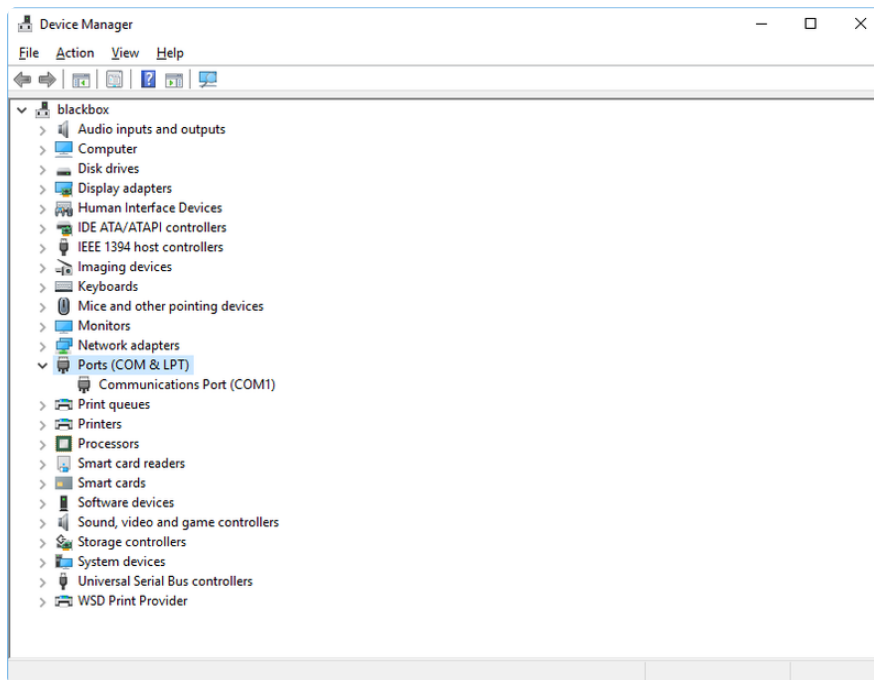 Device Manager
File Action View Help
blackbox
Audio inputs and outputs
Computer
Disk drives
Display adapters
Human Interface Devices
IDE ATA/ATAPI controllers
IEEE 1394 host controllers
Imaging devices
Keyboards
Mice and other pointing devices
Monitors
Network adapters
Ports (COM & LPT)
Communications Port (COM1)
Print queues
Printers
Processors
Smart card readers
Smart cards
Software devices
Sound, video and game controllers
Storage controllers
System devices
Universal Serial Bus controllers
WSD Print Provider